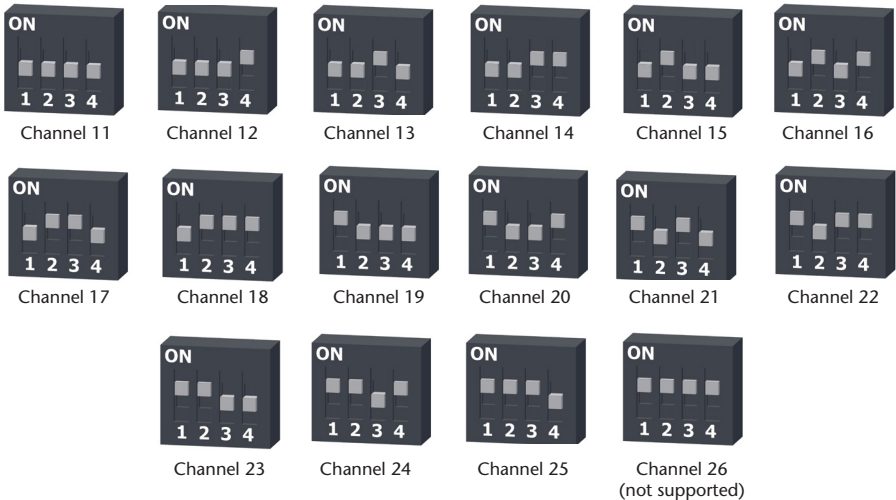 ON ON ON ON ON ON
1 2 3 4 1 2 3 4 1 2 3 4 1 2 3 4 1 2 3 4 1 2 3 4
Channel 11 Channel 12 Channel 13 Channel 14 Channel 15 Channel 16
ON ON ON ON ON ON
1 2 3 4 1 2 3 4 1 2 3 4 1 2 3 4 1 2 3 4 1 2 3 4
Channel 17 Channel 18 Channel 19 Channel 20 Channel 21 Channel 22
ON ON ON ON
1 2 3 4 1 2 3 4 1 2 3 4 1 2 3 4
Channel 23 Channel 24 Channel 25 Channel 26
(not supported)